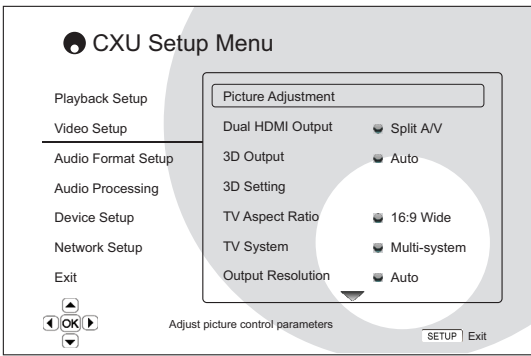 CXU Setup Menu
Playback Setup
Video Setup
Audio Format Setup
Audio Processing
Device Setup
Network Setup
Exit
Picture Adjustment
Dual HDMI Output Split A/V
3D Output Auto
3D Setting
TV Aspect Ratio 16:9 Wide
TV System Multi-system
Output Resolution Auto
OK
Adjust picture control parameters
SETUP Exit